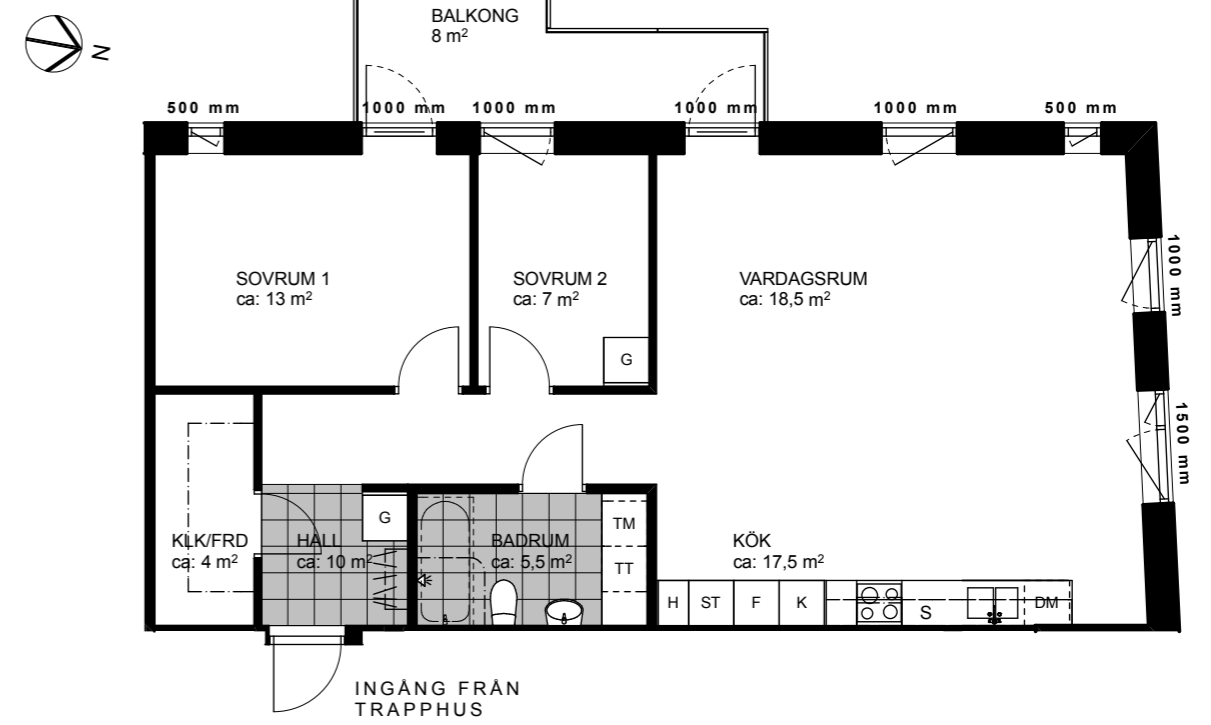 BALKONG
8 m²
N
500 mm
1000 mm
1000 mm
1000 mm
1000 mm
500 mm
SOVRUM 1
ca: 13 m²
SOVRUM 2
ca: 7 m²
VARDAGSRUM
ca: 18,5 m²
1000 mm
G
1500 mm
KLK/FRD
ca: 4 m²
HALL
ca: 10 m²
G
BADRUM
ca: 5,5 m²
TM
TT
KÖK
ca: 17,5 m²
H
ST
F
K
S
DM
INGÅNG FRÅN
TRAPPHUS